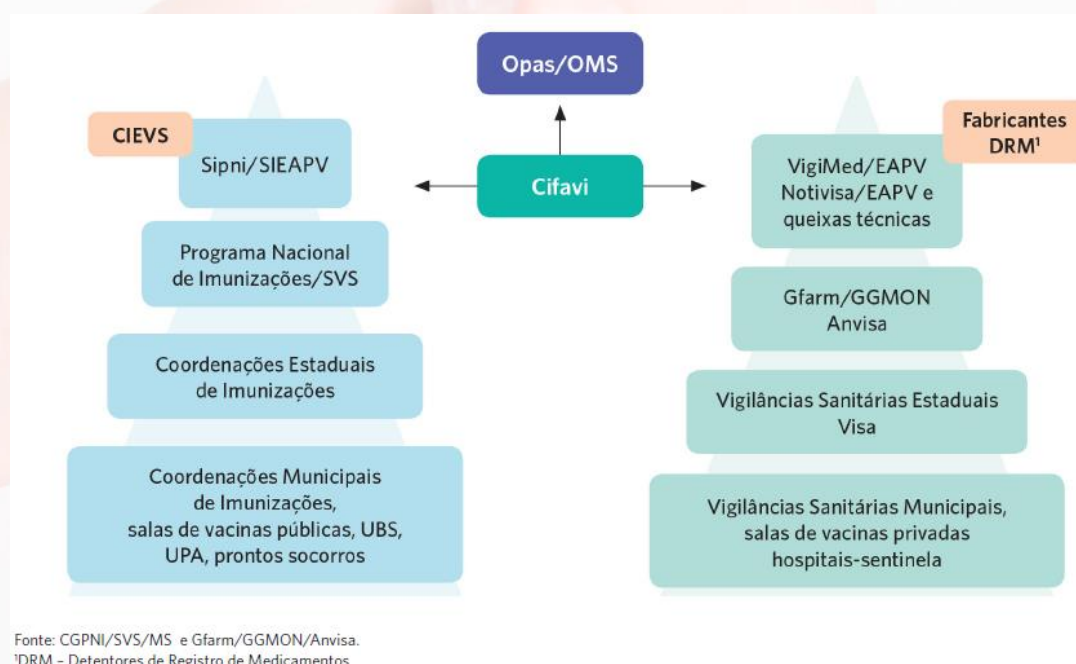 Opas/OMS
CIEVS
Sipni/SIEAPV
Cifavi
Fabricantes
DRM¹
VigiMed/EAPV
Notivisa/EAPV e
queixas técnicas
Programa Nacional
de Imunizações/SVS
Gfarm/GGMON
Anvisa
Coordenações Estaduais
de Imunizações
Vigilâncias Sanitárias Estaduais
Visa
Coordenações Municipais
de Imunizações,
salas de vacinas públicas, UBS,
UPA, prontos socorros
Vigilâncias Sanitárias Municipais,
salas de vacinas privadas
hospitais-sentinela
Fonte: CGPNI/SVS/MS e Gfarm/GGMON/Anvisa.
¹DRM – Detentores de Registro de Medicamentos